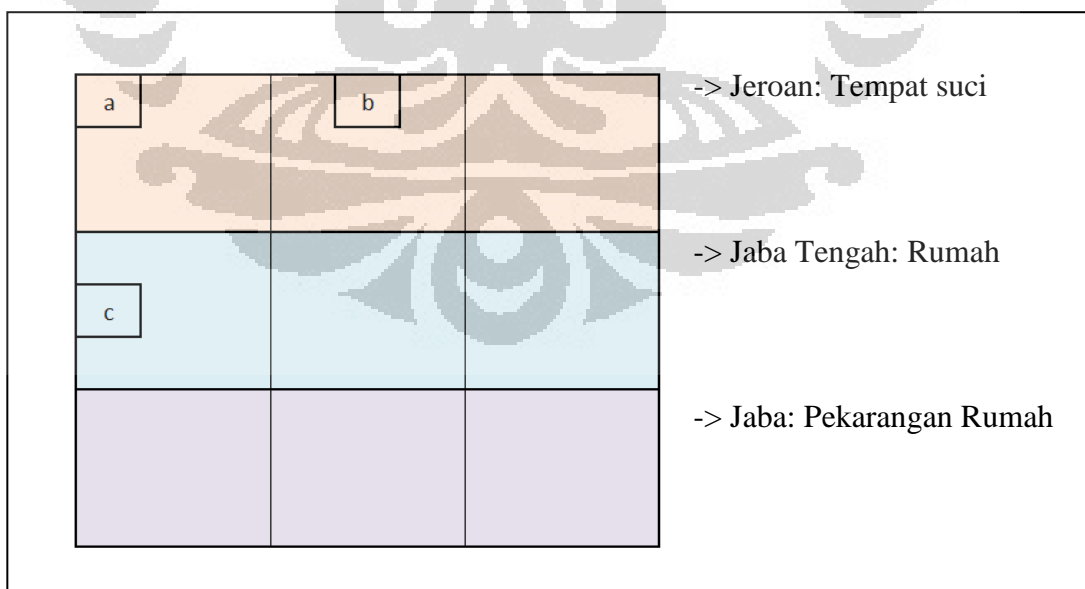 a
b
-> Jeroan: Tempat suci
-> Jaba Tengah: Rumah
c
-> Jaba: Pekarangan Rumah